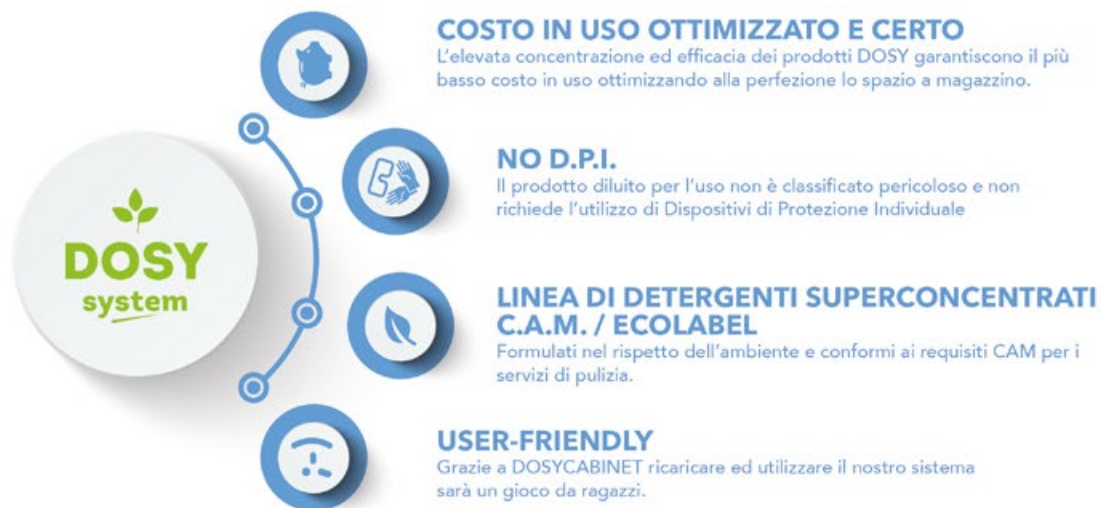 COSTO IN USO OTTIMIZZATO E CERTO
L'elevata concentrazione ed efficacia dei prodotti DOSY garantiscono il più
basso costo in uso ottimizzando alla perfezione lo spazio a magazzino.
NO D.P.I.
Il prodotto diluito per l'uso non è classificato pericoloso e non
richiede l'utilizzo di Dispositivi di Protezione Individuale
DOSY
system
LINEA DI DETERGENTI SUPERCONCENTRATI
C.A.M. / ECOLABEL
Formulati nel rispetto dell'ambiente e conformi ai requisiti CAM per i
servizi di pulizia.
USER-FRIENDLY
Grazie a DOSYCABINET ricaricare ed utilizzare il nostro sistema
sarà un gioco da ragazzi.